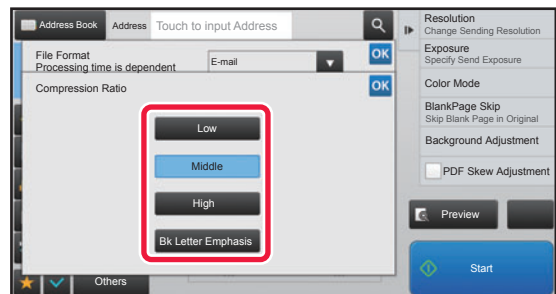 Address Book
Address
Touch to input Address
File Format
Processing time is dependent
E-mail
OK
Compression Ratio
OK
Low
Middle
High
Bk Letter Emphasis
Others
Resolution
Change Sending Resolution
Exposure
Specify Send Exposure
Color Mode
BlankPage Skip
Skip Blank Page in Original
Background Adjustment
PDF Skew Adjustment
Preview
Start